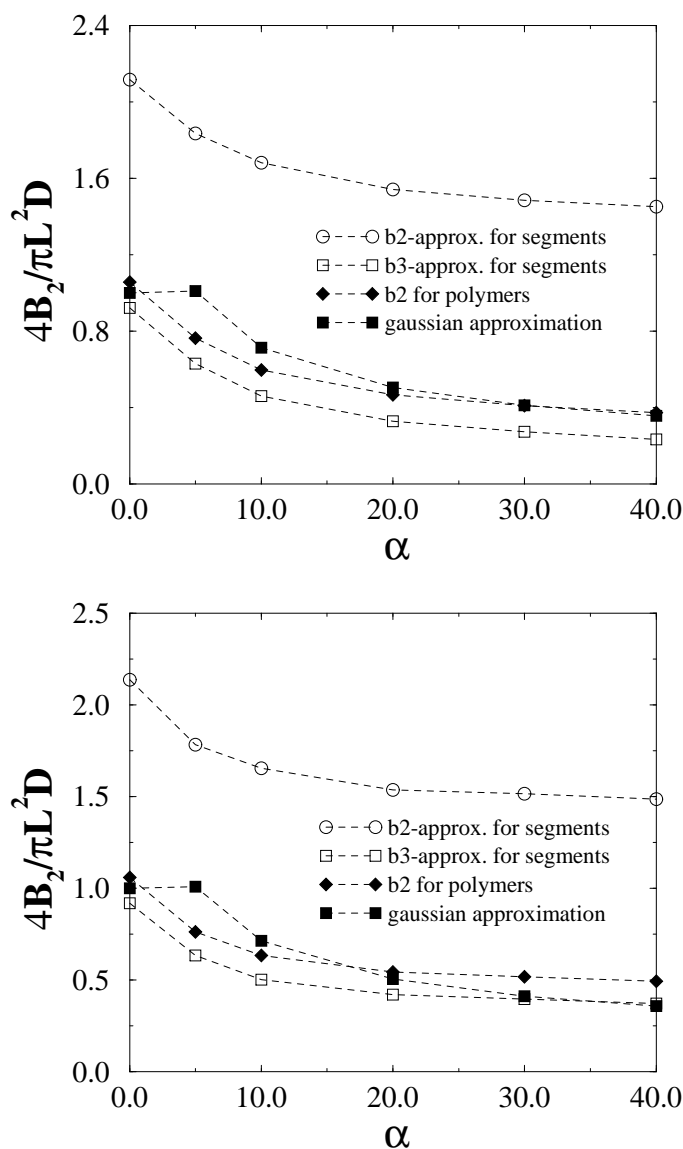 2.4
1.6
0.8
0.0
4B₂/πL²D
b2-approx. for segments
b3-approx. for segments
b2 for polymers
gaussian approximation
0.0 10.0 20.0 30.0 40.0
α
2.5
2.0
1.5
1.0
0.5
0.0
4B₂/πL²D
b2-approx. for segments
b3-approx. for segments
b2 for polymers
gaussian approximation
0.0 10.0 20.0 30.0 40.0
α